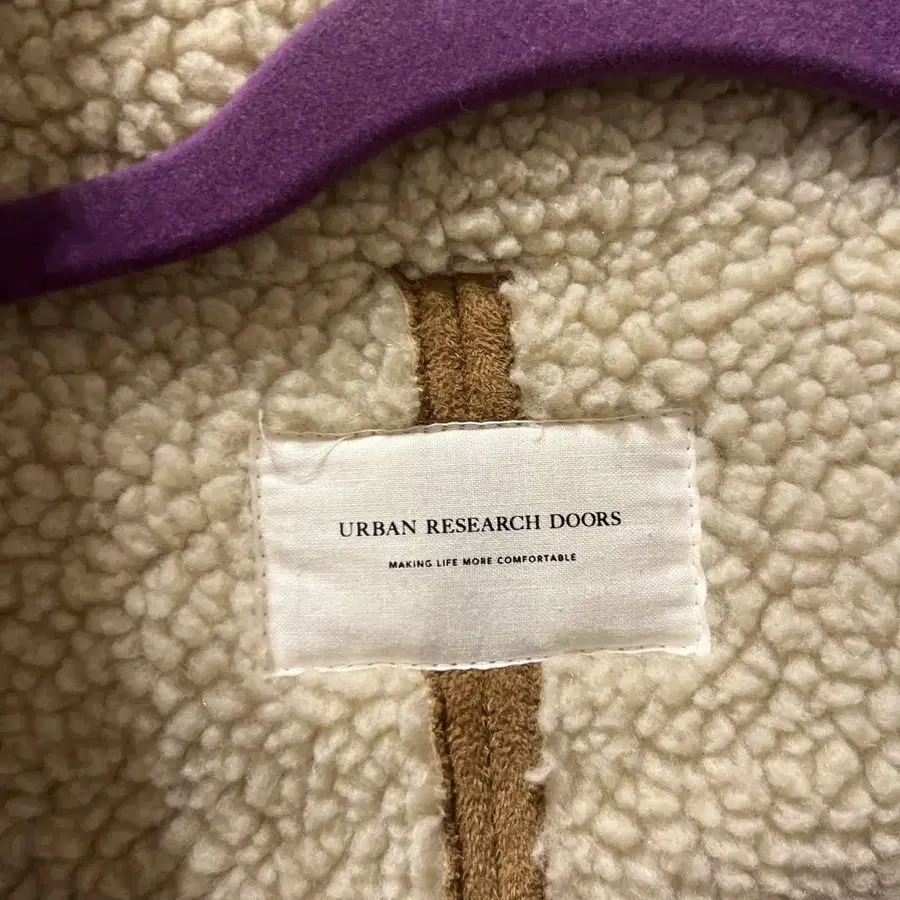 URBAN RESEARCH DOORS
MAKING LIFE MORE COMFORTABLE